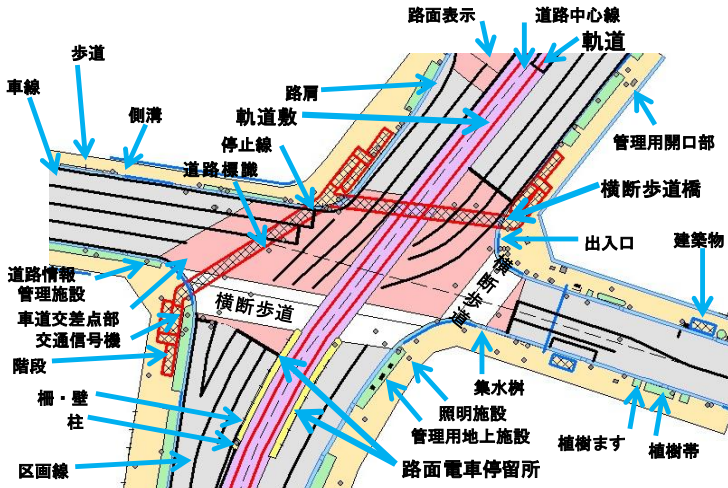 路面表示
道路中心線
軌道
歩道
車線
側溝
路肩
軌道敷
停止線
道路標識
管理用開口部
横断歩道橋
出入口
建築物
道路情報
管理施設
車道交差点部
交通信号機
階段
横断歩道
横断歩道
柵・壁
柱
区画線
集水桝
照明施設
管理用地上施設
路面電車停留所
植樹ます
植樹帯